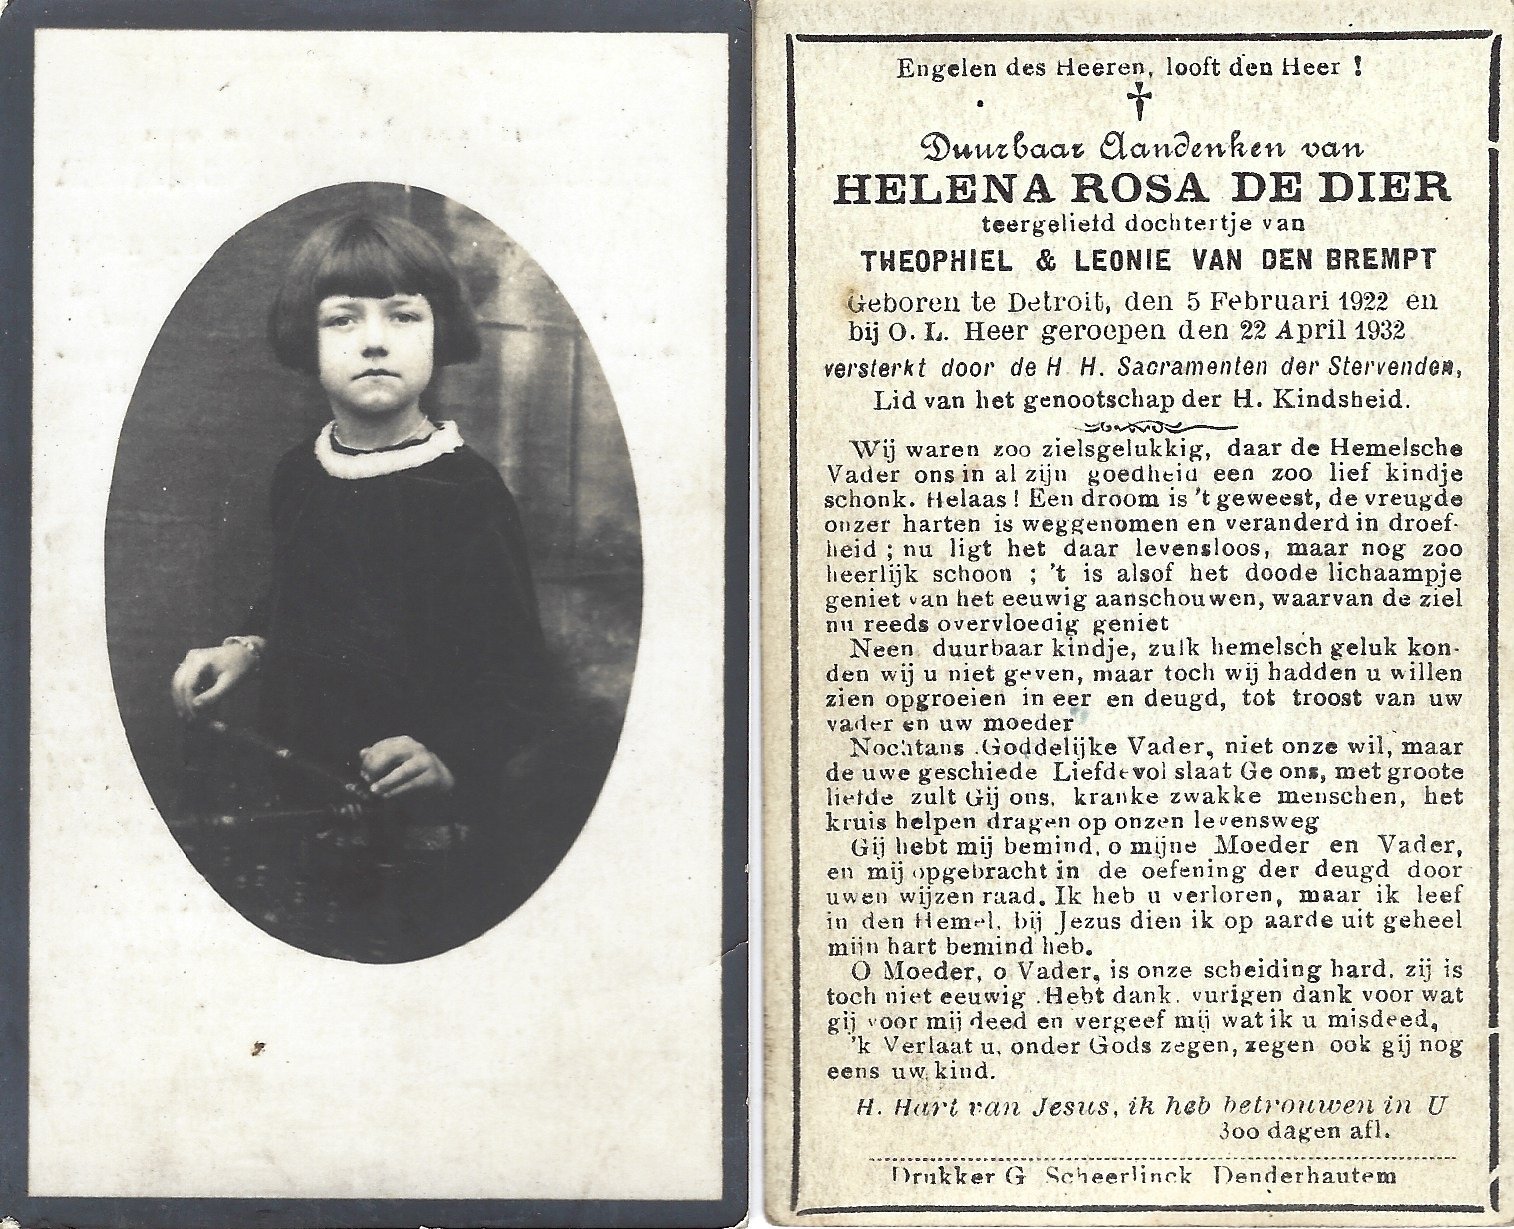 Engelen des Heeren, looft den Heer !
Duurbaar Aandenken van
HELENA ROSA DE DIER
teergeliefd dochtertje van
THEOPHIEL & LEONIE VAN DEN BREMPT
Geboren te Detroit, den 5 Februari 1922 en
bij O. L. Heer geroepen den 22 April 1932
versterkt door de H. H. Sacramenten der Stervenden,
Lid van het genootschap der H. Kindsheid.
Wij waren zoo zielsgelukkig, daar de Hemelsche
Vader ons in al zijn goedheid een zoo lief kindje
schonk. Helaas ! Een droom is 't geweest, de vreugde
onzer harten is weggenomen en veranderd in droef-
heid ; nu ligt het daar levensloos, maar nog zoo
heerlijk schoon ; 't is alsof het doode lichaampje
geniet van het eeuwig aanschouwen, waarvan de ziel
nu reeds overvloedig geniet
Neen duurbaar kindje, zulk hemelsch geluk kon-
den wij u niet geven, maar toch wij hadden u willen
zien opgroeien in eer en deugd, tot troost van uw
vader en uw moeder
Nochtans .Goddelijke Vader, niet onze wil, maar
de uwe geschiede Liefdevol slaat Ge ons, met groote
liefde zult Gij ons, kranke zwakke menschen, het
kruis helpen dragen op onzen levensweg
Gij hebt mij bemind, o mijne Moeder en Vader,
en mij opgebracht in de oefening der deugd door
uwen wijzen raad. Ik heb u verloren, maar ik leef
in den Hemel, bij Jezus dien ik op aarde uit geheel
mijn hart bemind heb.
O Moeder, o Vader, is onze scheiding hard, zij is
toch niet eeuwig .Hebt dank, vurigen dank voor wat
gij voor mij deed en vergeef mij wat ik u misdeed,
'k Verlaat u, onder Gods zegen, zegen ook gij nog
eens uw kind.
H. Hart van Jesus, ik heb betrouwen in U
300 dagen afl.
Drukker G Scheerlinck Denderhautem